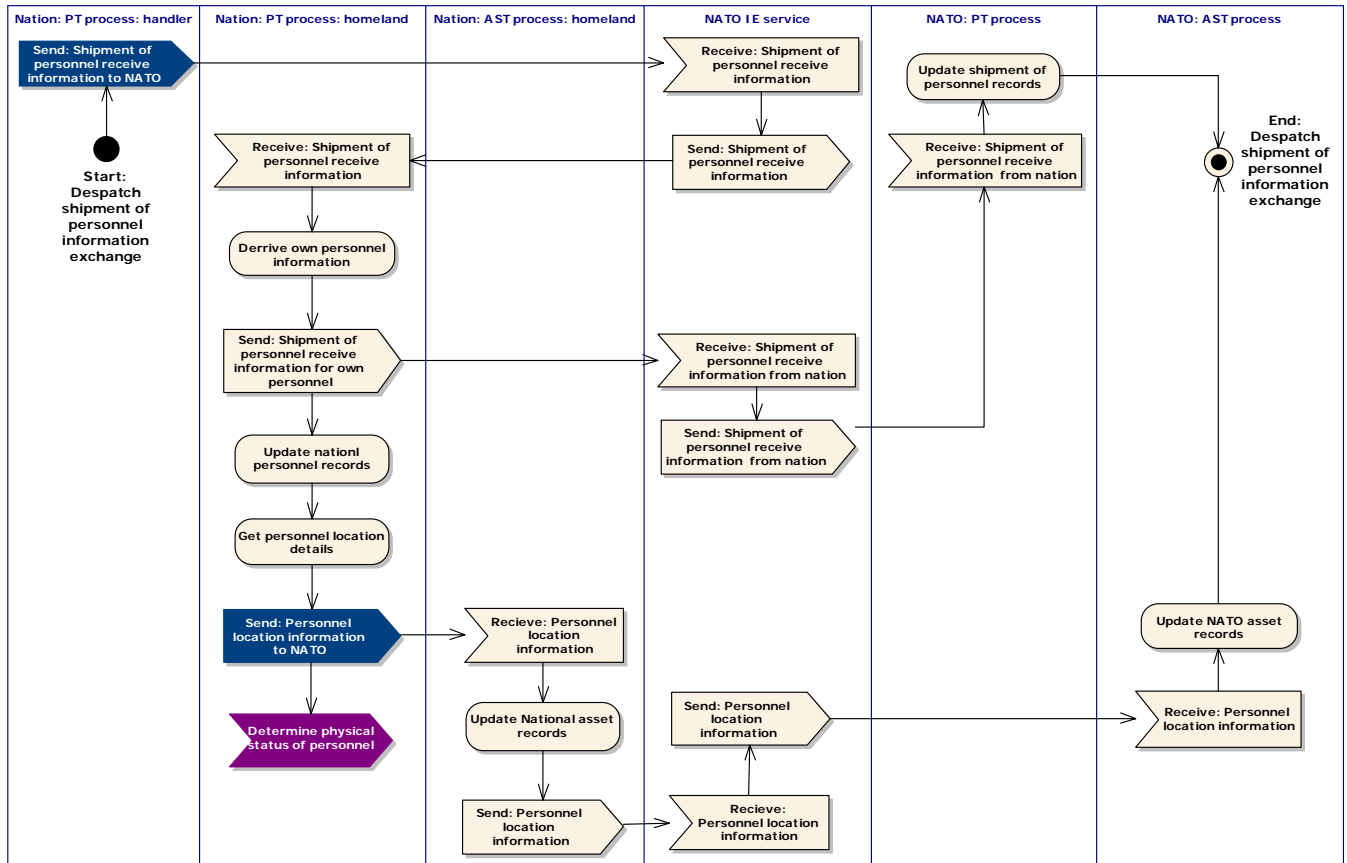 Nation: PT process: handler
Nation: PT process: homeland
Nation: AST process: homeland
NATO IE service
NATO: PT process
NATO: AST process
Send: Shipment of
personnel receive
information to NATO
Start:
Despatch
shipment of
personnel
information
exchange
Receive: Shipment of
personnel receive
information
Derrive own personnel
information
Send: Shipment of
personnel receive
information for own
personnel
Update nationl
personnel records
Get personnel location
details
Send: Personnel
location information
to NATO
Determine physical
status of personnel
Recieve: Personnel
location
information
Update National asset
records
Send: Personnel
location
information
Receive: Shipment of
personnel receive
information
Send: Shipment of
personnel receive
information
Receive: Shipment of
personnel receive
information from nation
Send: Shipment of
personnel receive
information from nation
Send: Personnel
location
information
Recieve:
Personnel location
information
Update shipment of
personnel records
Receive: Shipment of
personnel receive
information from nation
End:
Despatch
shipment of
personnel
information
exchange
Update NATO asset
records
Receive: Personnel
location information